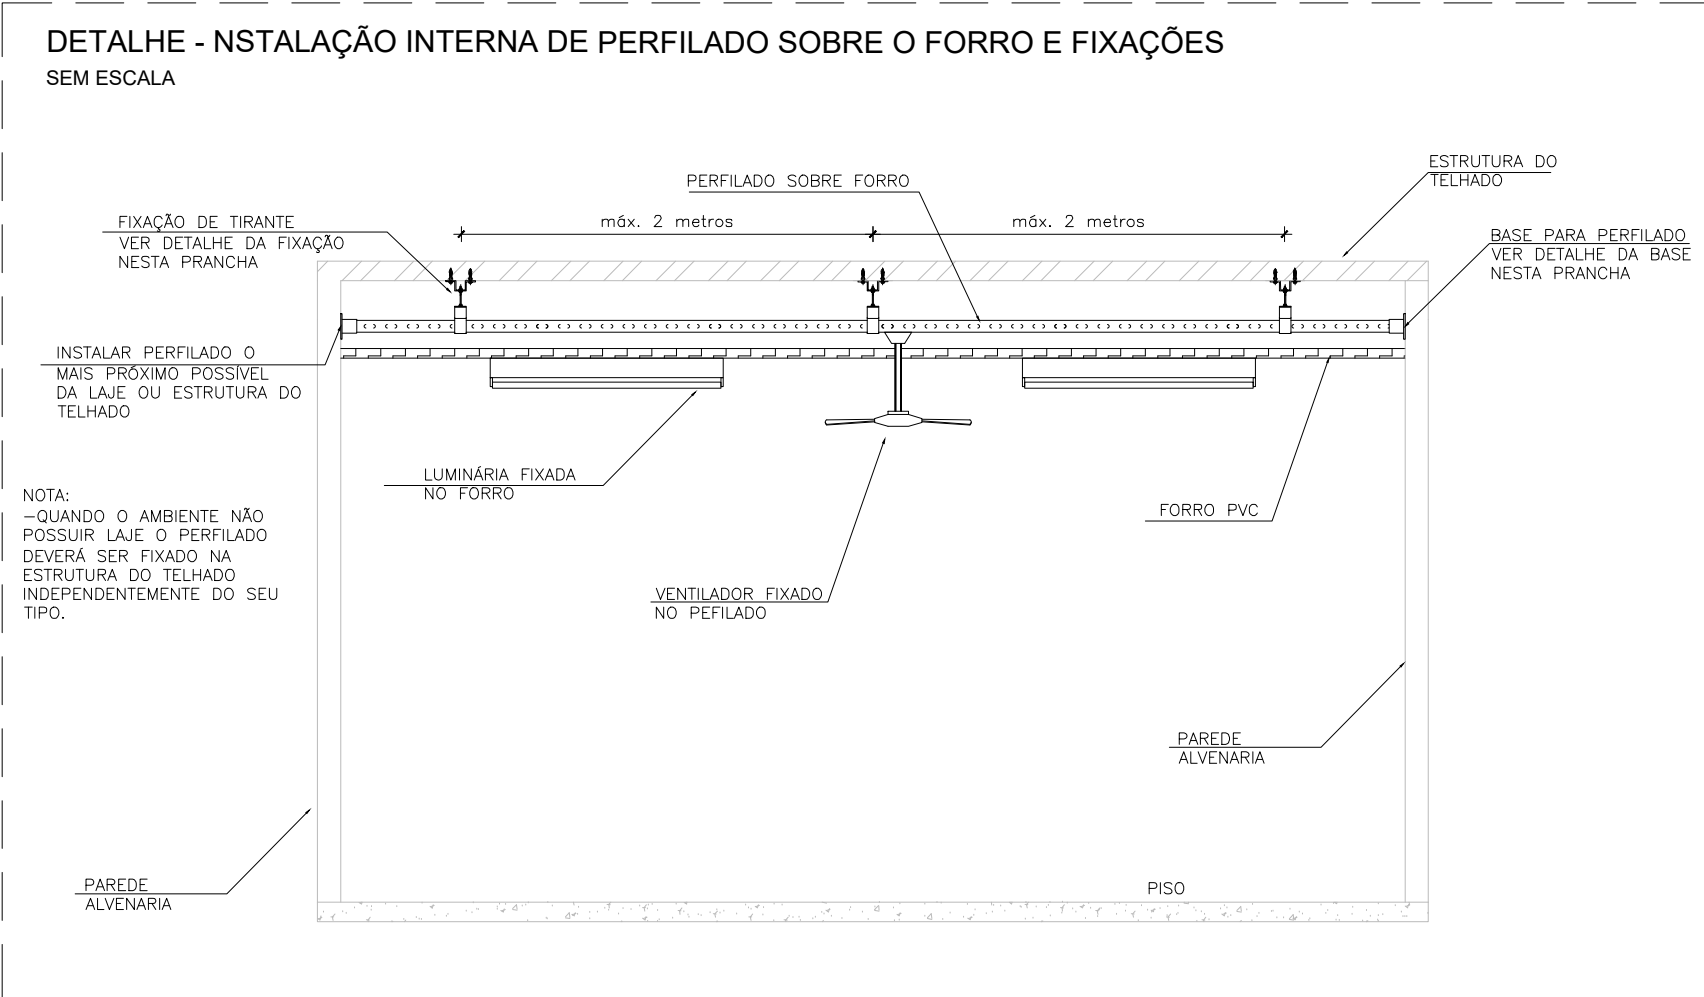 DETALHE - NSTALAÇÃO INTERNA DE PERFILADO SOBRE O FORRO E FIXAÇÕES
SEM ESCALA
ESTRUTURA DO
TELHADO
PERFILADO SOBRE FORRO
FIXAÇÃO DE TIRANTE
VER DETALHE DA FIXAÇÃO
NESTA PRANCHA
máx. 2 metros
máx. 2 metros
BASE PARA PERFILADO
VER DETALHE DA BASE
NESTA PRANCHA
INSTALAR PERFILADO O
MAIS PRÓXIMO POSSÍVEL
DA LAJE OU ESTRUTURA DO
TELHADO
LUMINÁRIA FIXADA
NO FORRO
NOTA:
-QUANDO O AMBIENTE NÃO
POSSUIR LAJE O PERFILADO
DEVERÁ SER FIXADO NA
ESTRUTURA DO TELHADO
INDEPENDENTEMENTE DO SEU
TIPO.
FORRO PVC
VENTILADOR FIXADO
NO PEFILADO
PAREDE
ALVENARIA
PAREDE
ALVENARIA
PISO